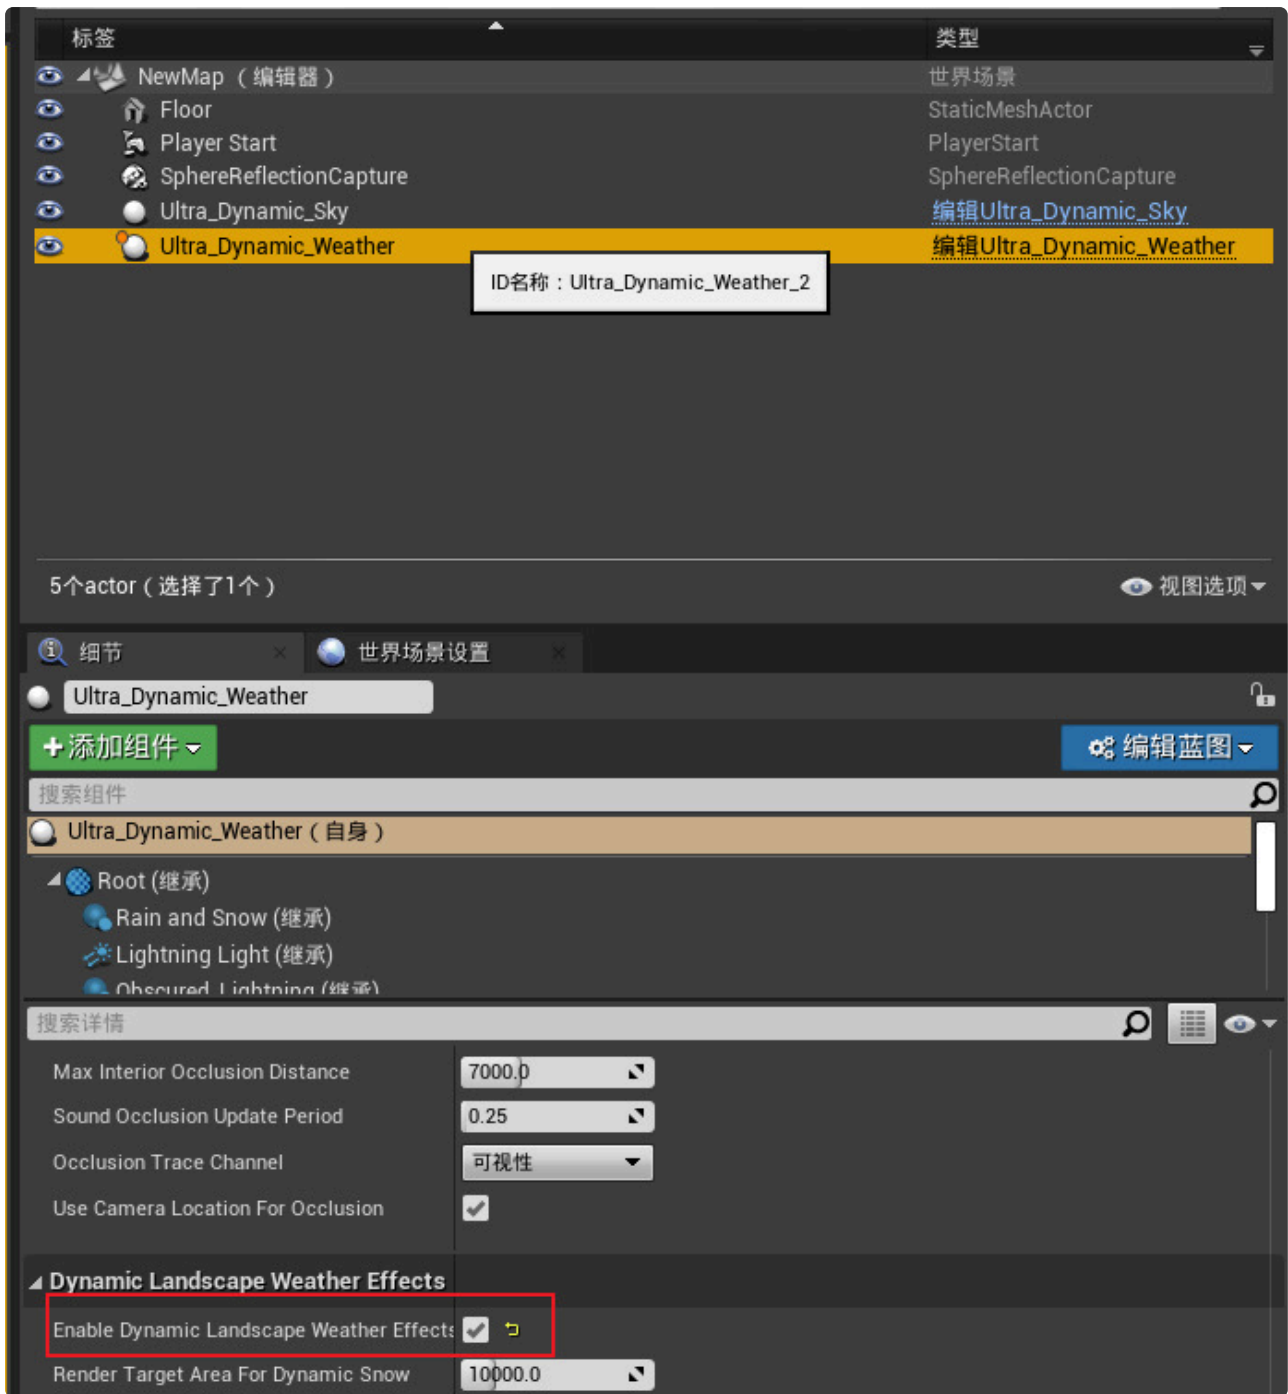 标签 类型
NewMap （编辑器） 世界场景
Floor StaticMeshActor
Player Start PlayerStart
SphereReflectionCapture SphereReflectionCapture
Ultra_Dynamic_Sky 编辑Ultra_Dynamic_Sky
Ultra_Dynamic_Weather 编辑Ultra_Dynamic_Weather
ID名称：Ultra_Dynamic_Weather_2
5个actor（选择了1个） 视图选项
细节 世界场景设置
Ultra_Dynamic_Weather
添加组件 编辑蓝图
搜索组件
Ultra_Dynamic_Weather（自身）
Root (继承)
Rain and Snow (继承)
Lightning Light (继承)
Obscured Lightning (继承)
搜索详情
Max Interior Occlusion Distance 7000.0
Sound Occlusion Update Period 0.25
Occlusion Trace Channel 可视性
Use Camera Location For Occlusion
Dynamic Landscape Weather Effects
Enable Dynamic Landscape Weather Effects
Render Target Area For Dynamic Snow 10000.0